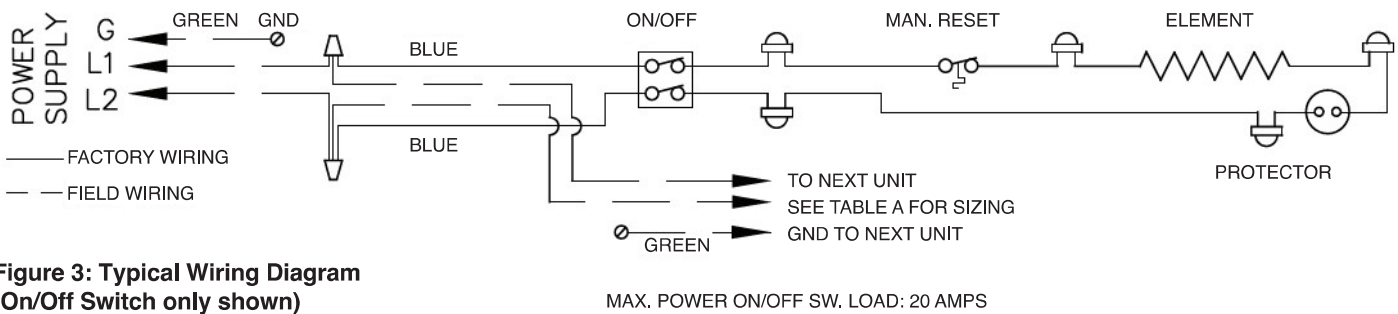 POWER SUPPLY
G
GREEN
GND
L1
L2
BLUE
BLUE
ON/OFF
MAN. RESET
ELEMENT
PROTECTOR
FACTORY WIRING
FIELD WIRING
TO NEXT UNIT
SEE TABLE A FOR SIZING
GREEN
GND TO NEXT UNIT
Figure 3: Typical Wiring Diagram
On/Off Switch only shown)
MAX. POWER ON/OFF SW. LOAD: 20 AMPS